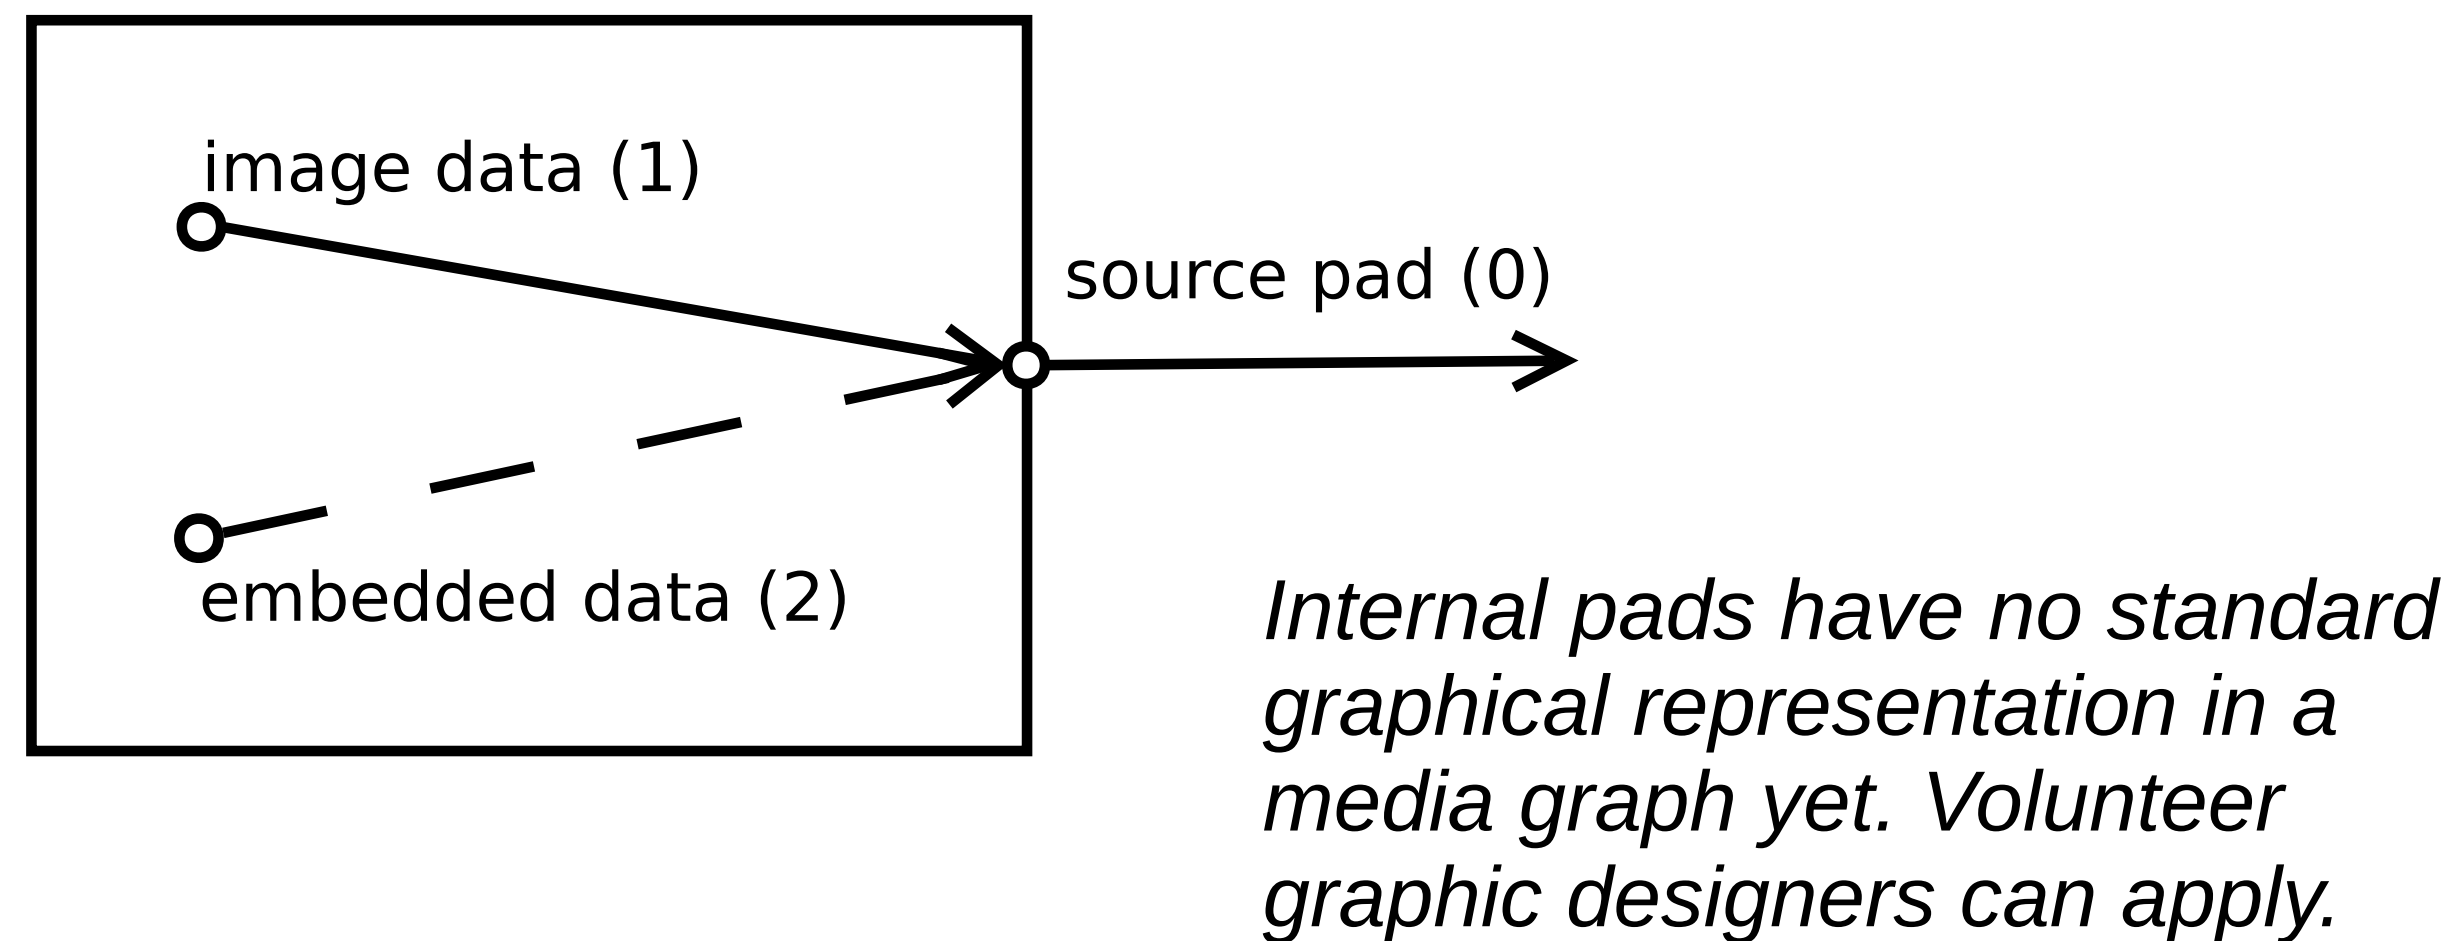 image data (1)
source pad (0)
embedded data (2)
Internal pads have no standard
graphical representation in a
media graph yet. Volunteer
graphic designers can apply.